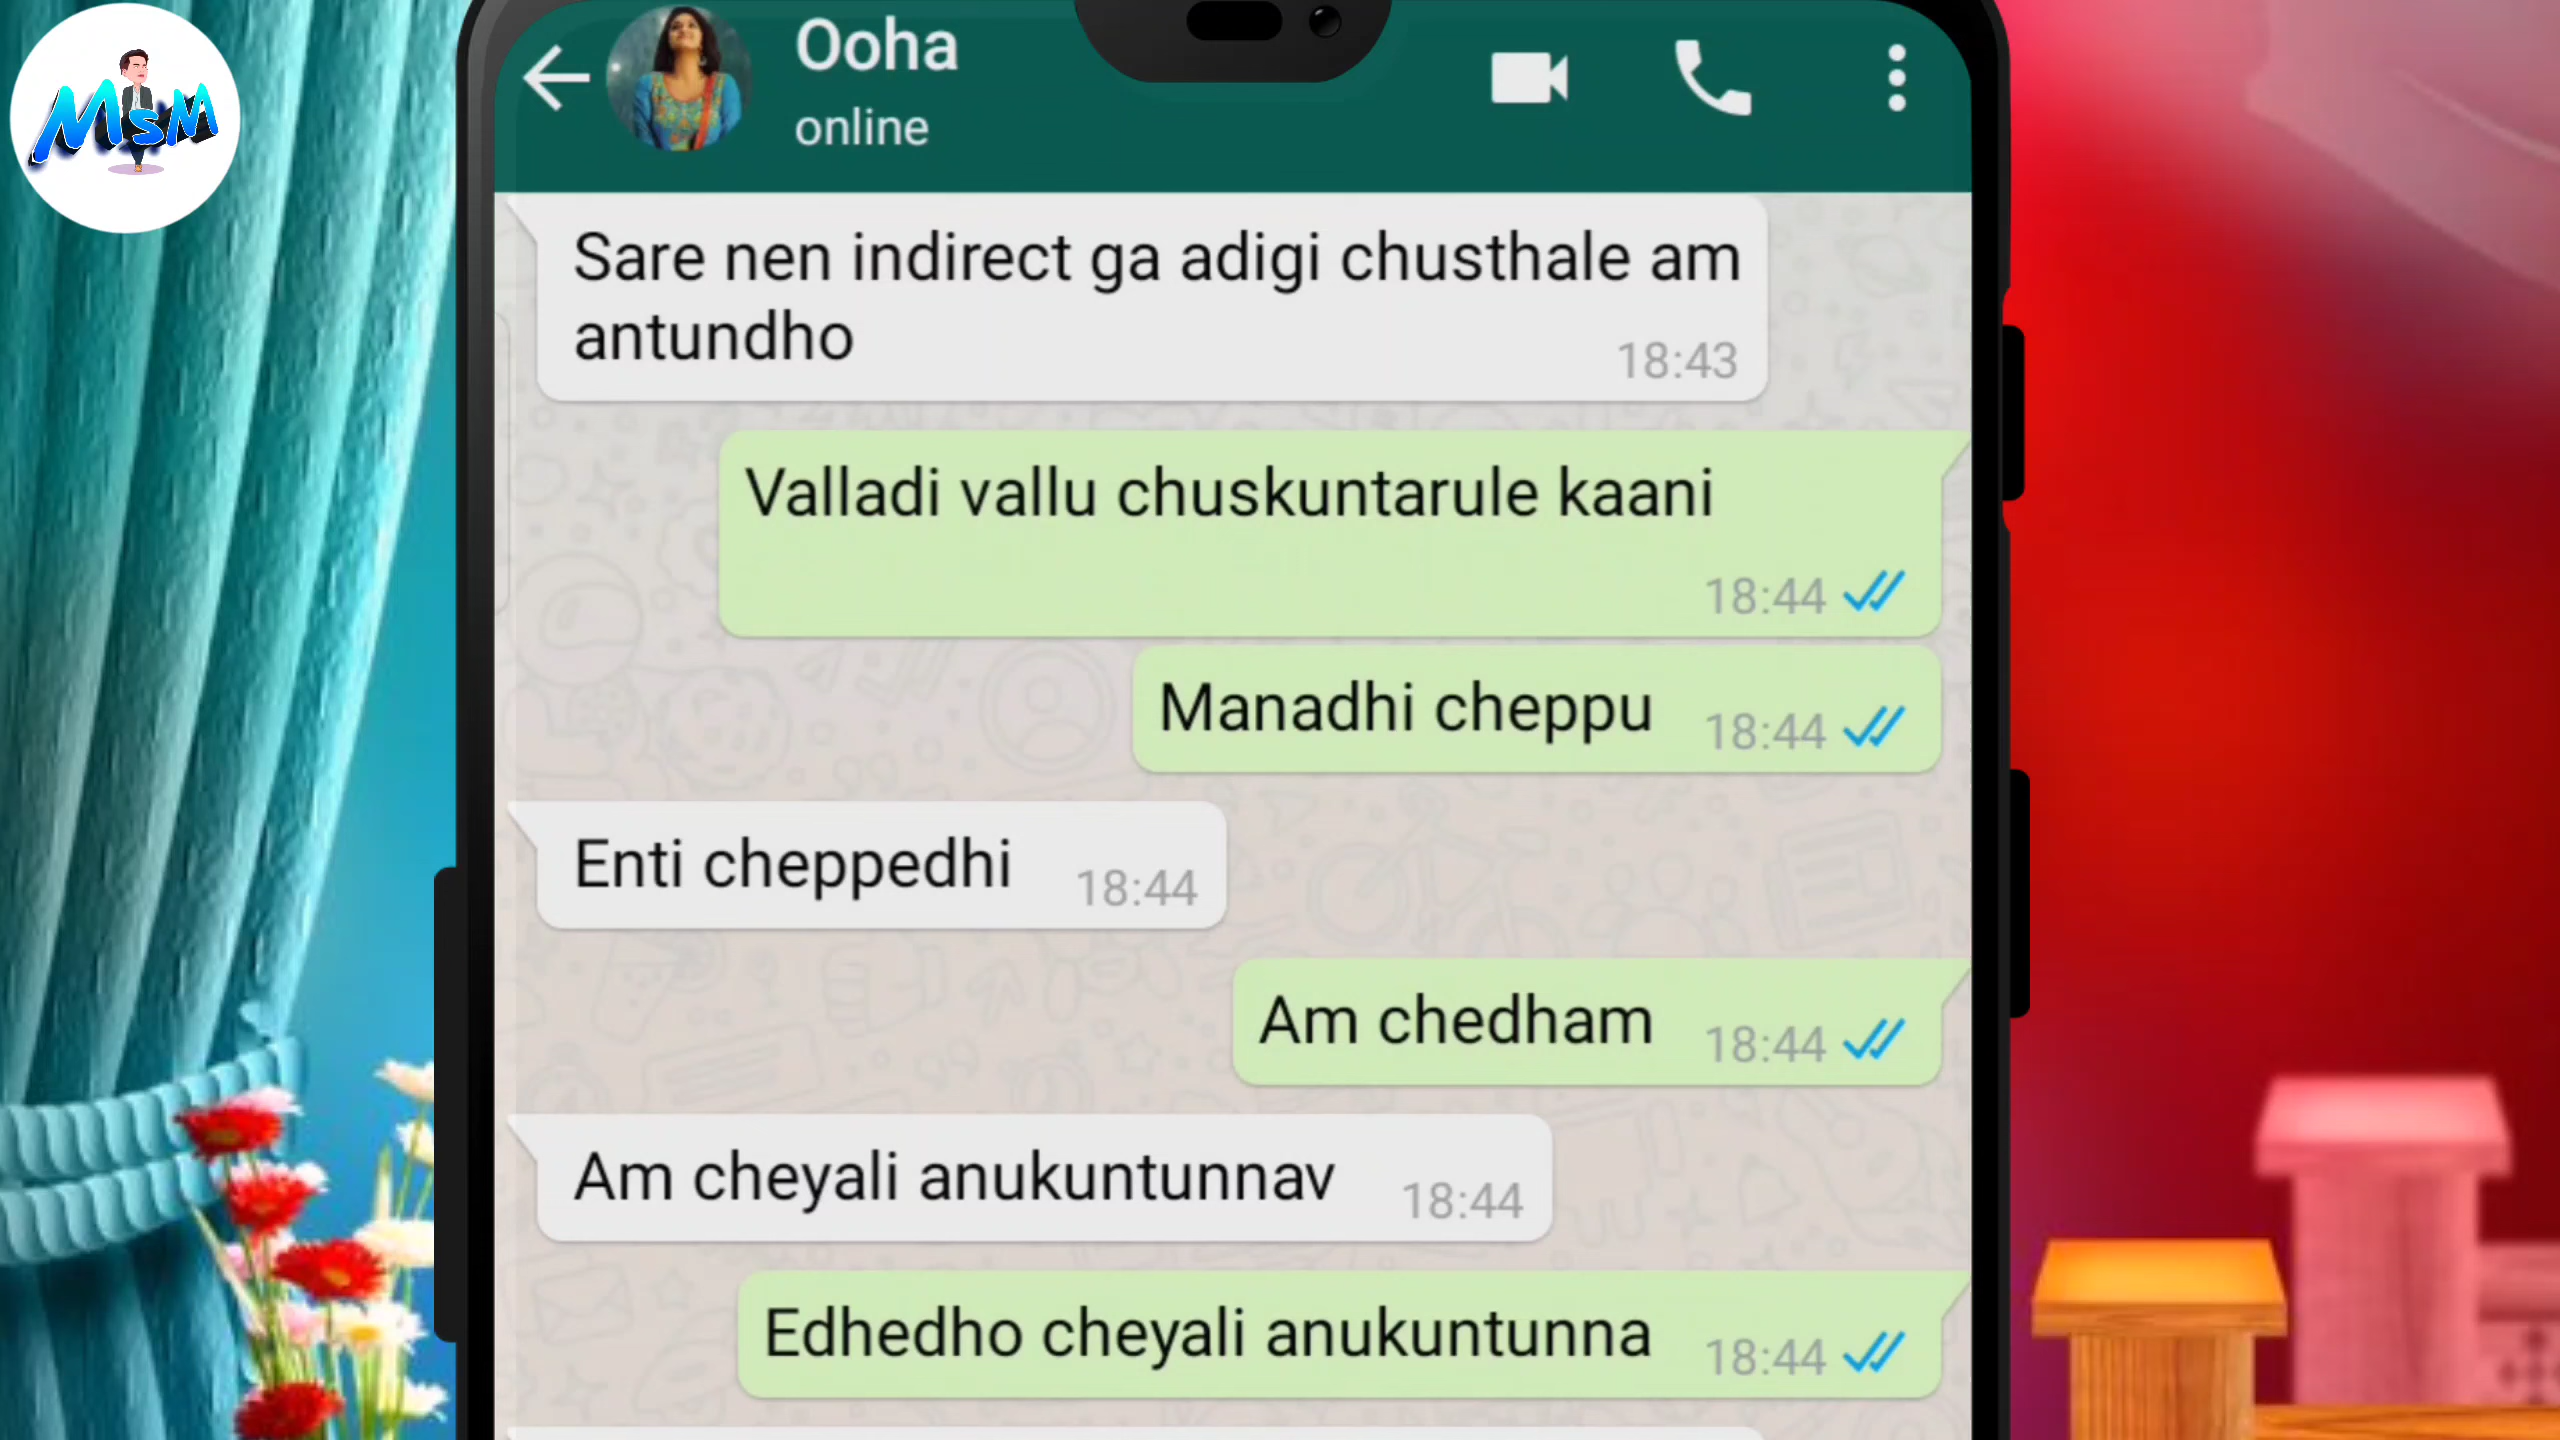 MsM
Ooha
online
Sare nen indirect ga adigi chusthale am
antundho
18:43
Valladi vallu chuskuntarule kaani
18:44
Manadhi cheppu 18:44
Enti cheppedhi 18:44
Am chedham 18:44
Am cheyali anukuntunnav 18:44
Edhedho cheyali anukuntunna 18:44